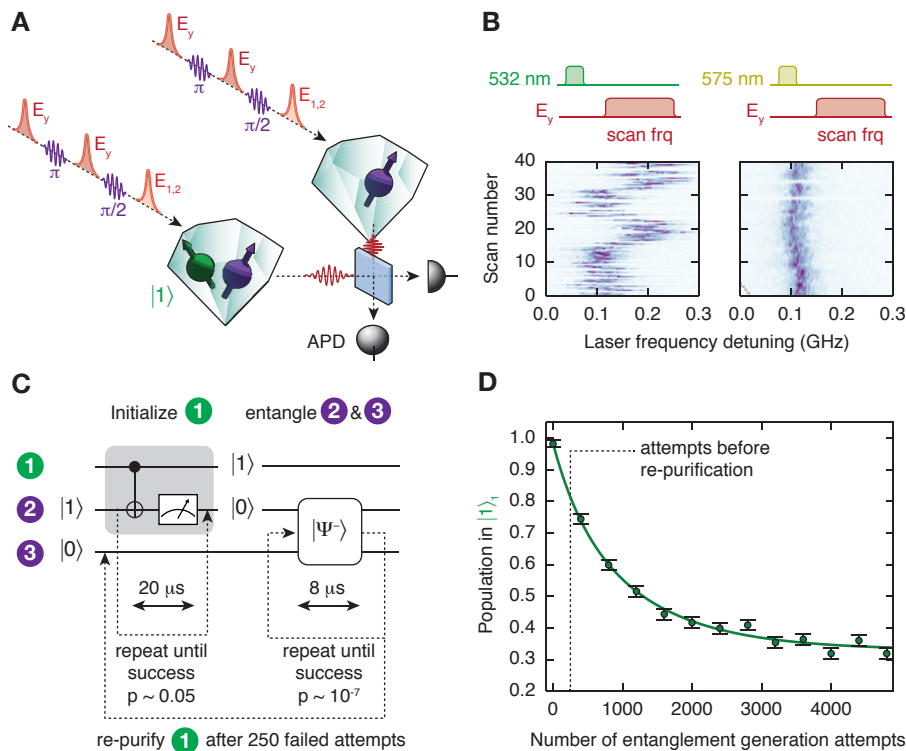 A
E_y
π
E_y
π/2
E_1,2
E_y
π
E_y
π/2
E_1,2
|1⟩
APD
B
532 nm
E_y
scan frq
575 nm
E_y
scan frq
Scan number
40
30
20
10
0
0.0 0.1 0.2 0.3
0.0 0.1 0.2 0.3
Laser frequency detuning (GHz)
C
Initialize 1
entangle 2 & 3
1
|1⟩
2 |1⟩
|0⟩
|Ψ⁻⟩
3 |0⟩
20 μs
8 μs
repeat until
success
p ~ 0.05
repeat until
success
p ~ 10⁻⁷
re-purify 1 after 250 failed attempts
D
attempts before
re-purification
Population in |1⟩₁
1.0
0.9
0.8
0.7
0.6
0.5
0.4
0.3
0.2
0 1000 2000 3000 4000
Number of entanglement generation attempts